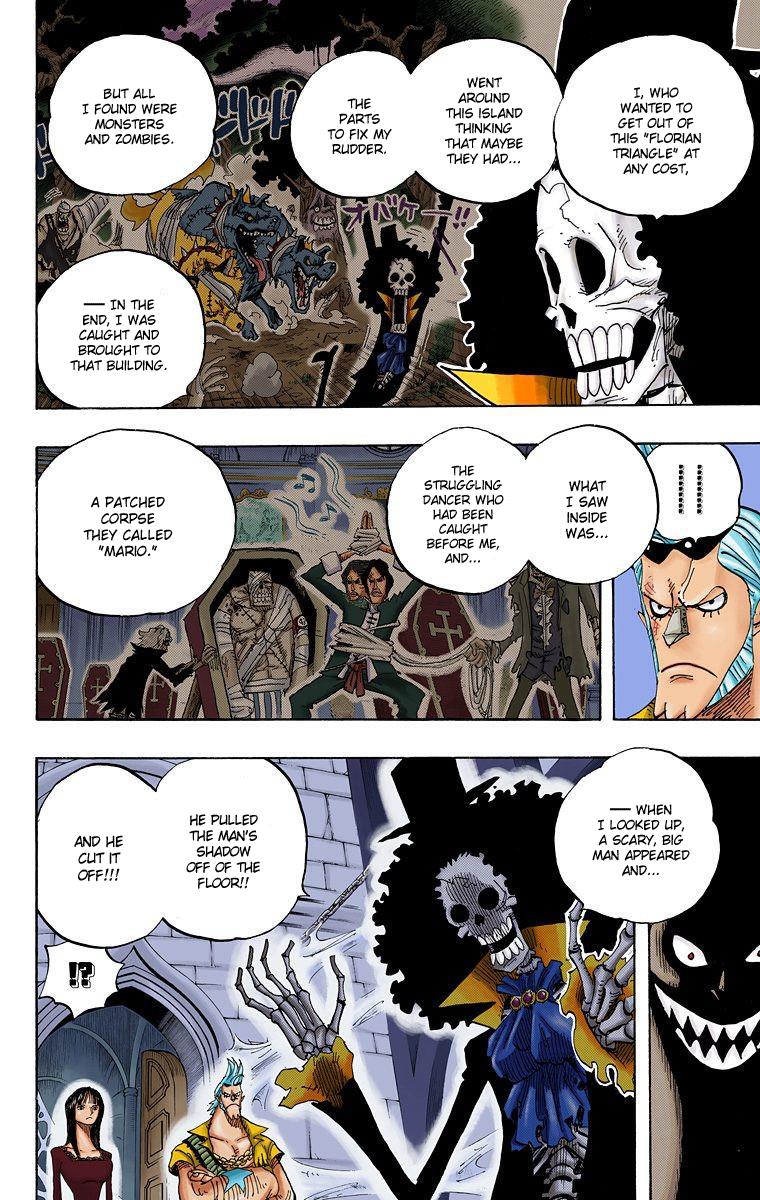 I, WHO
WANTED TO
GET OUT OF
THIS "FLORIAN
TRIANGLE" AT
ANY COST,
WENT
AROUND
THIS ISLAND
THINKING
THAT MAYBE
THEY HAD...
THE
PARTS
TO FIX MY
RUDDER.
BUT ALL
I FOUND WERE
MONSTERS
AND ZOMBIES.
オバケー!!
— IN THE
END, I WAS
CAUGHT AND
BROUGHT TO
THAT BUILDING.
!!
WHAT
I SAW
INSIDE
WAS...
THE
STRUGGLING
DANCER WHO
HAD BEEN
CAUGHT
BEFORE ME,
AND...
A PATCHED
CORPSE
THEY CALLED
"MARIO."
— WHEN
I LOOKED UP,
A SCARY, BIG
MAN APPEARED
AND...
HE PULLED
THE MAN'S
SHADOW
OFF OF THE
FLOOR!!
AND HE
CUT IT
OFF!!!
!?